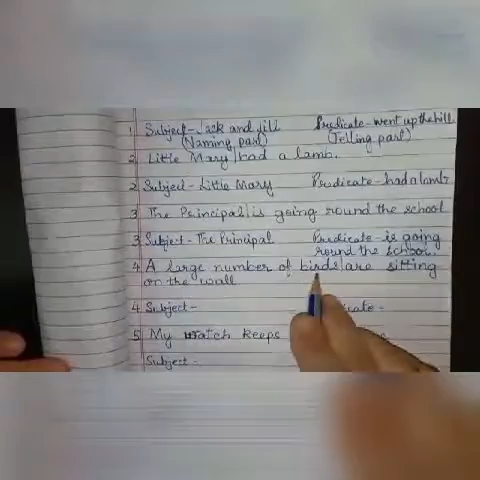 1 Subject - Jack and Jill Predicate - went up the hill.
(Naming part) (Telling part)
2 Little Mary | had a lamb.
2 Subject - Little Mary Predicate - had a lamb
3 The Principal | is going round the school
3 Subject - The Principal Predicate - is going
round the school.
4 A large number of birds | are sitting
on the wall
4 Subject - icate -
5 My watch keeps
Subject -